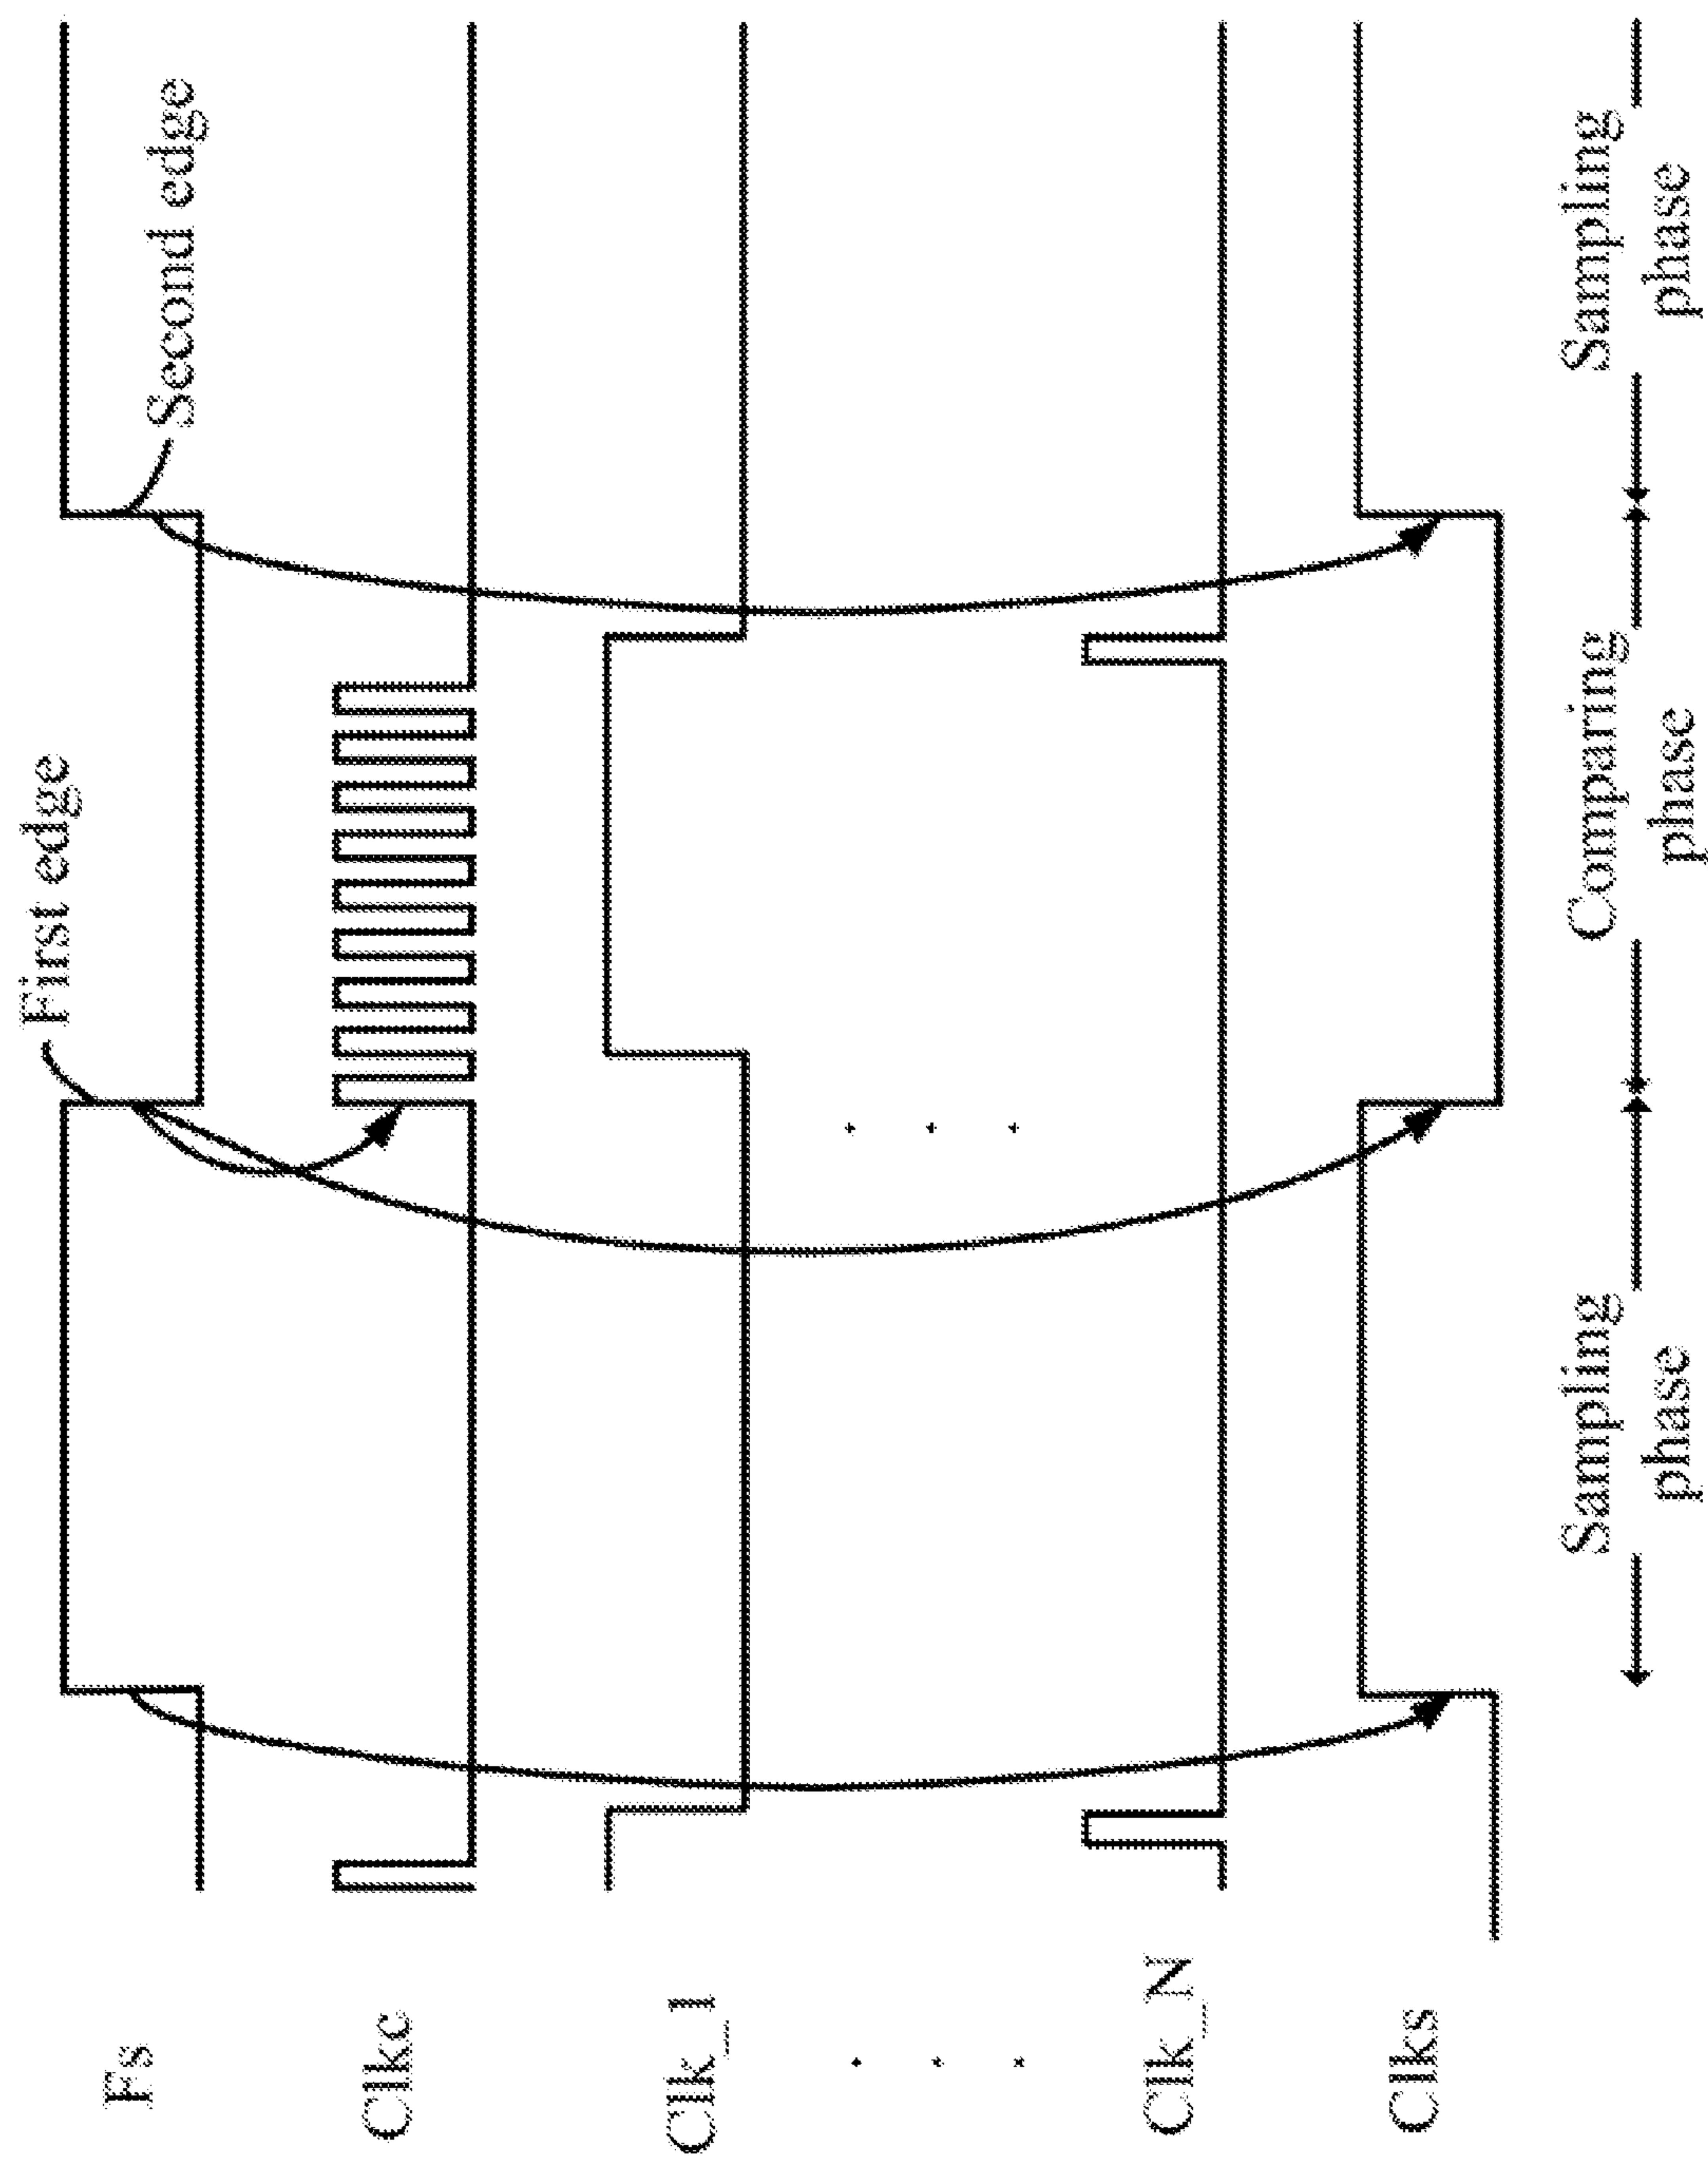 First edge
Second edge
Fs
Clkc
Clk_1
. . .
. . .
Clk_N
Clks
Sampling
phase
Comparing
phase
Sampling
phase